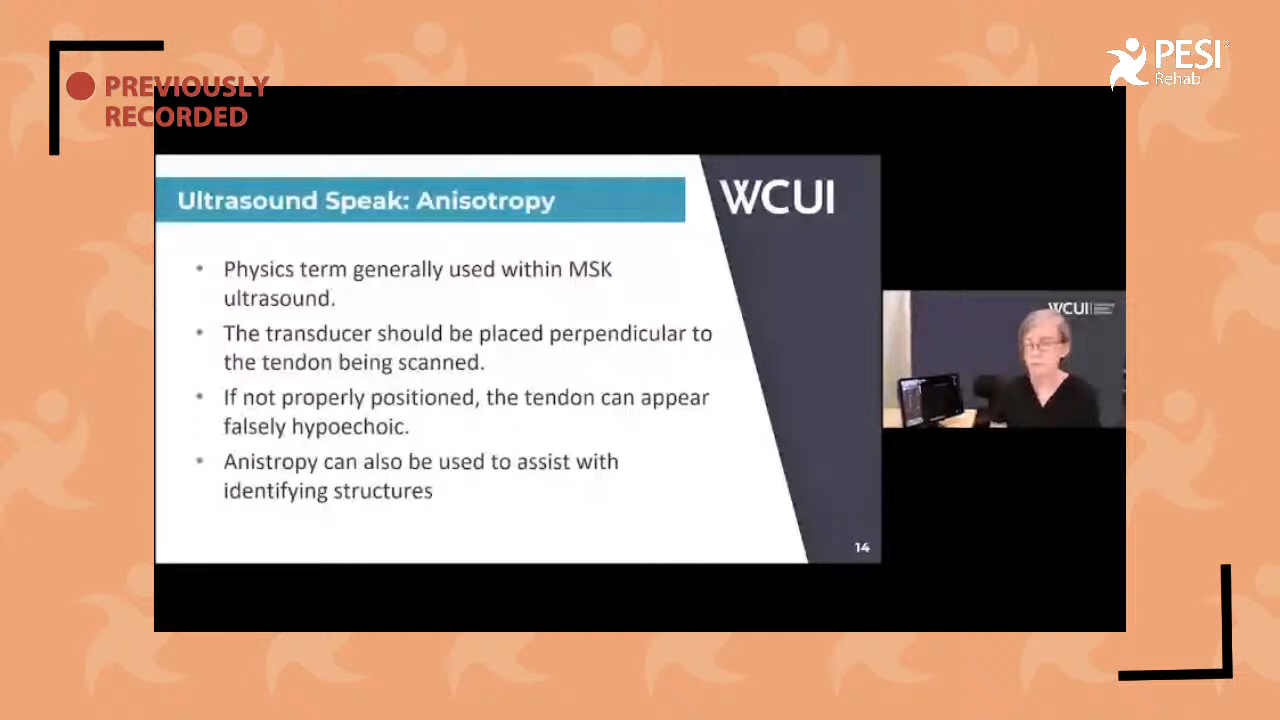 PREVIOUSLY
RECORDED
PESI
Rehab
Ultrasound Speak: Anisotropy
WCUI
• Physics term generally used within MSK
ultrasound.
• The transducer should be placed perpendicular to
the tendon being scanned.
• If not properly positioned, the tendon can appear
falsely hypoechoic.
• Anistropy can also be used to assist with
identifying structures
14
WCUI